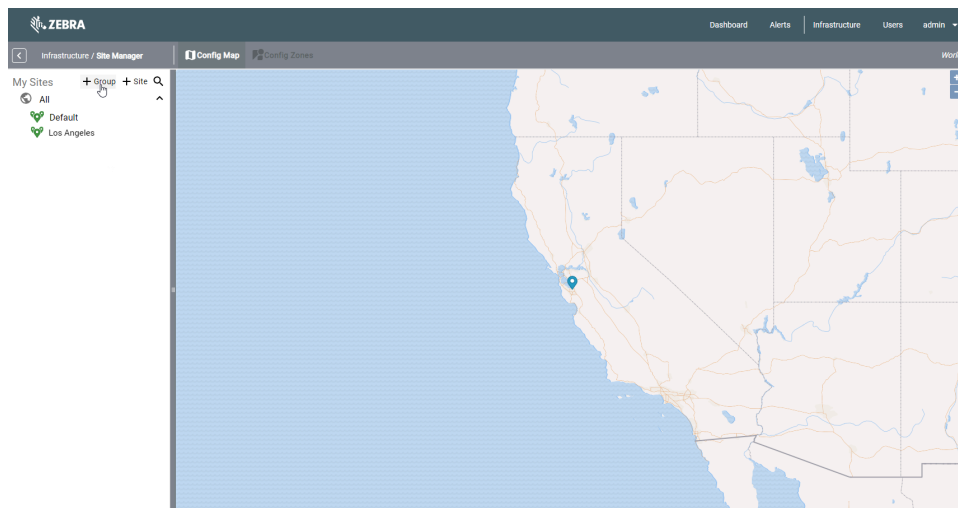 ZEBRA
Dashboard Alerts Infrastructure Users admin
Infrastructure / Site Manager Config Map Config Zones
My Sites + Group + Site
All
Default
Los Angeles